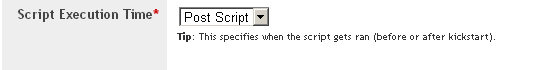 Script Execution Time* Post Script
Tip: This specifies when the script gets ran (before or after kickstart).